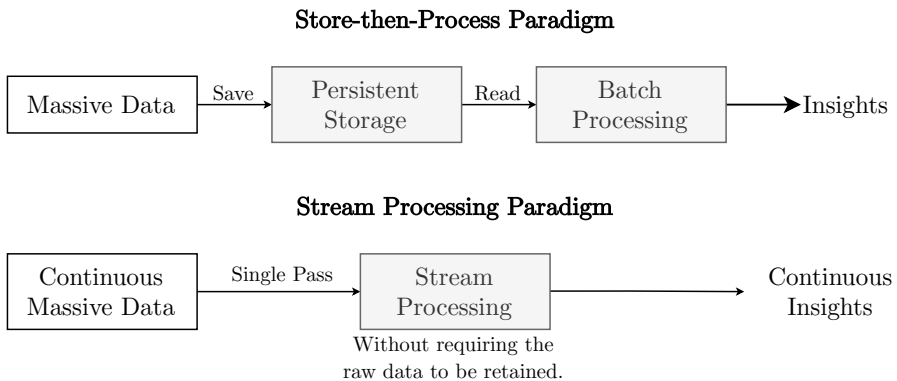 Store-then-Process Paradigm
Massive Data
Save
Persistent
Storage
Read
Batch
Processing
Insights
Stream Processing Paradigm
Continuous
Massive Data
Single Pass
Stream
Processing
Without requiring the
raw data to be retained.
Continuous
Insights